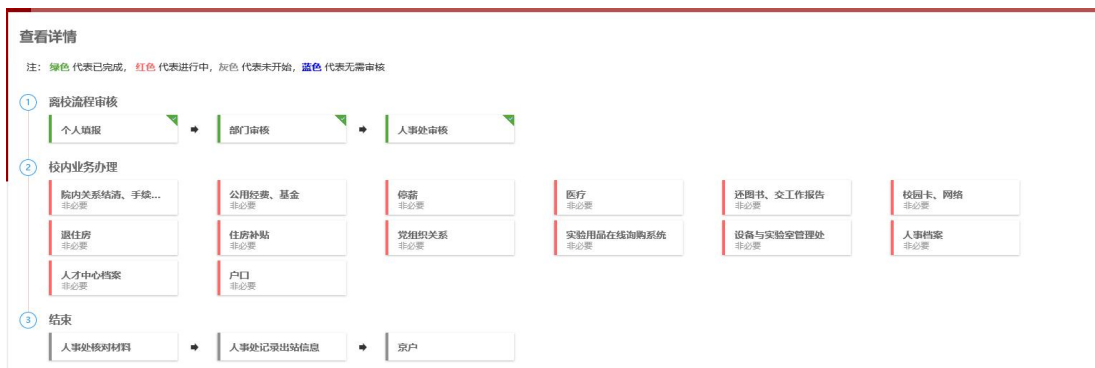 查看详情
注： 绿色 代表已完成， 红色 代表进行中， 灰色 代表未开始， 蓝色 代表无需审核
1 离校流程审核
个人填报 ➡ 部门审核 ➡ 人事处审核
2 校内业务办理
院内关系结清、手续... 公用经费、基金 停薪 医疗 还图书、交工作报告 校园卡、网络
非必要 非必要 非必要 非必要 非必要 非必要
退住房 住房补贴 党组织关系 实验用品在线询购系统 设备与实验室管理处 人事档案
非必要 非必要 非必要 非必要 非必要 非必要
人才中心档案 户口
非必要 非必要
3 结束
人事处核对材料 ➡ 人事处记录出站信息 ➡ 京户